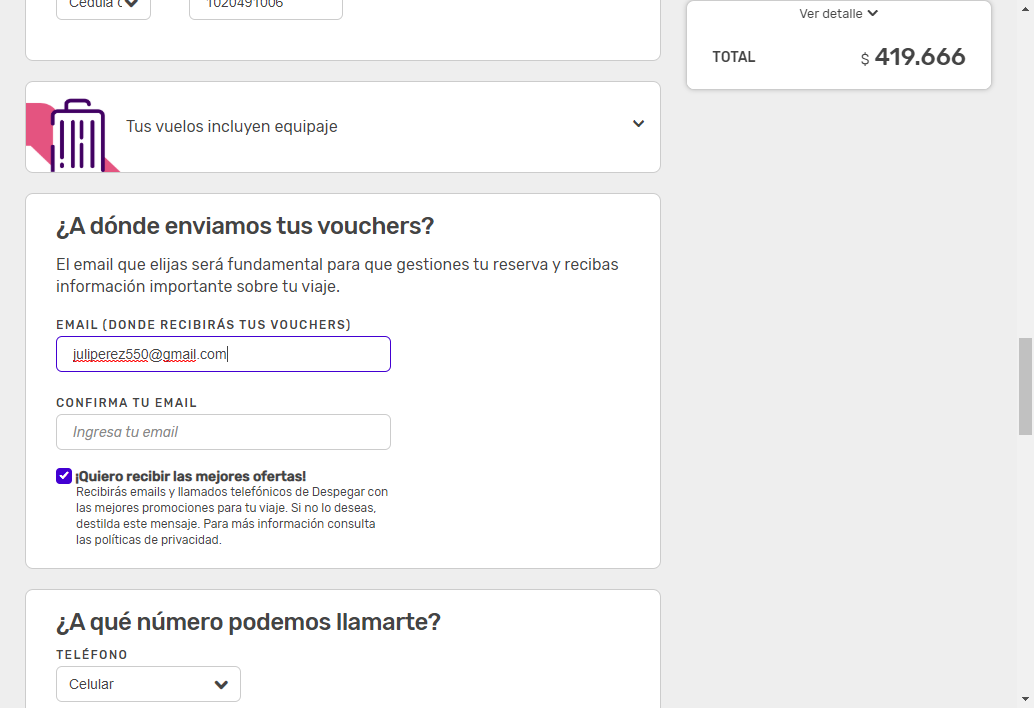 Cédula
1020491006
Ver detalle
TOTAL
$ 419.666
Tus vuelos incluyen equipaje
¿A dónde enviamos tus vouchers?
El email que elijas será fundamental para que gestiones tu reserva y recibas
información importante sobre tu viaje.
EMAIL (DONDE RECIBIRÁS TUS VOUCHERS)
juliperez550@gmail.com
CONFIRMA TU EMAIL
Ingresa tu email
¡Quiero recibir las mejores ofertas!
Recibirás emails y llamados telefónicos de Despegar con
las mejores promociones para tu viaje. Si no lo deseas,
destilda este mensaje. Para más información consulta
las políticas de privacidad.
¿A qué número podemos llamarte?
TELÉFONO
Celular